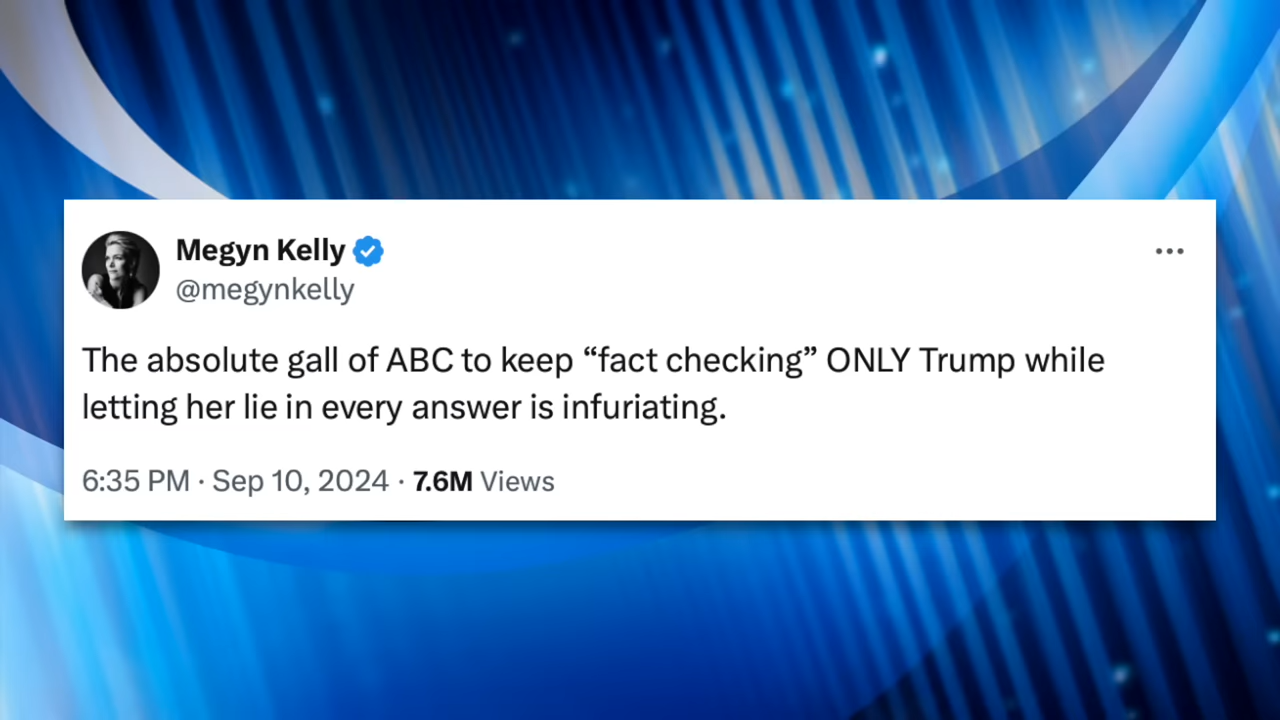 Megyn Kelly
@megynkelly
The absolute gall of ABC to keep “fact checking” ONLY Trump while
letting her lie in every answer is infuriating.
6:35 PM · Sep 10, 2024 · 7.6M Views